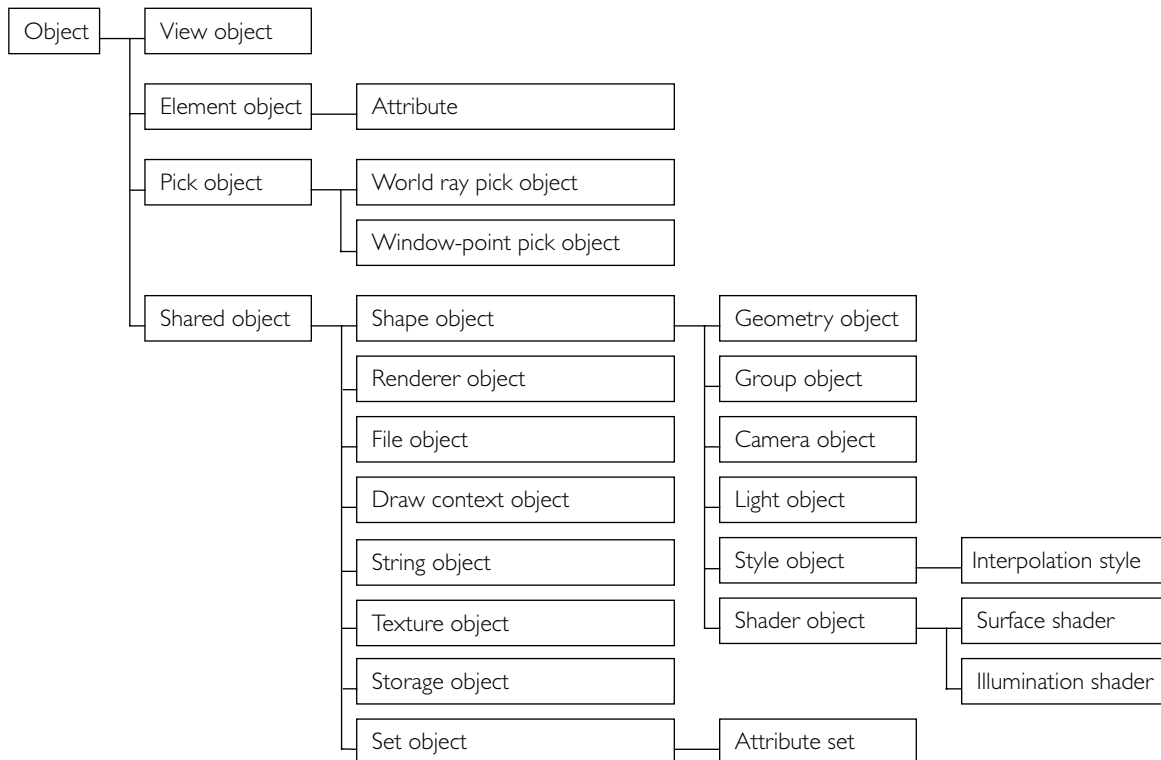 Object
View object
Element object
Attribute
Pick object
World ray pick object
Window-point pick object
Shared object
Shape object
Geometry object
Renderer object
Group object
File object
Camera object
Draw context object
Light object
String object
Style object
Interpolation style
Texture object
Shader object
Surface shader
Storage object
Illumination shader
Set object
Attribute set